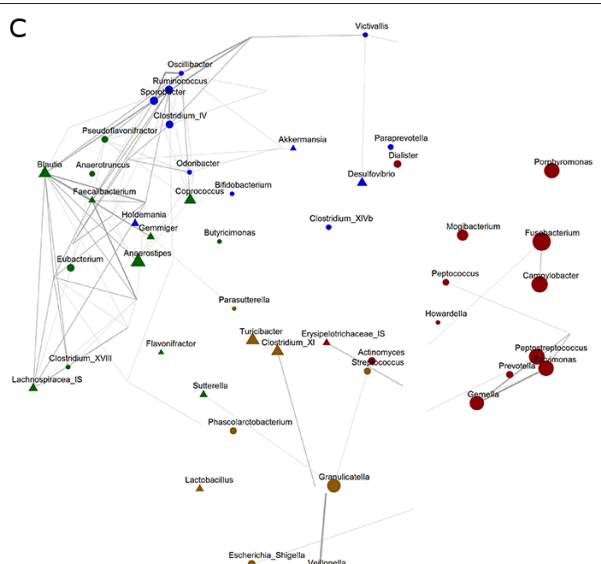 C
Victivallis
Oscillibacter
Ruminococcus
Sporobacter
Clostridium_IV
Pseudoflavonifractor
Akkermansia
Paraprevotella
Dialister
Blautia
Anaerotruncus
Odoribacter
Porphyromonas
Desulfovibrio
Faecalibacterium
Coprococcus
Bifidobacterium
Holdemania
Gemmiger
Clostridium_XIVb
Mogibacterium
Fusobacterium
Butyricimonas
Anaerostipes
Eubacterium
Peptococcus
Campylobacter
Parasutterella
Howardella
Turicibacter
Erysipelotrichaceae_IS
Clostridium_XI
Flavonifractor
Actinomyces
Streptococcus
Peptostreptococcus
Clostridium_XVIII
Prevotella
Lachnospiracea_IS
Sutterella
Gemella
Phascolarctobacterium
Lactobacillus
Granulicatella
Escherichia_Shigella
Veillonella